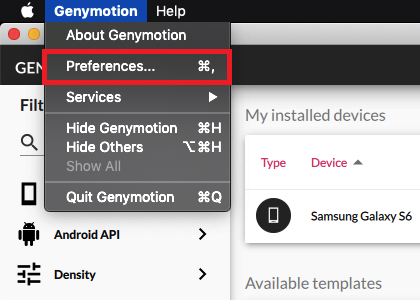 Genymotion Help
About Genymotion
GEN
Preferences... ⌘,
Services
Filt
Hide Genymotion ⌘H
Hide Others ⌥⌘H
Show All
Quit Genymotion ⌘Q
Android API
Density
My installed devices
Type Device
Samsung Galaxy S6
Available templates